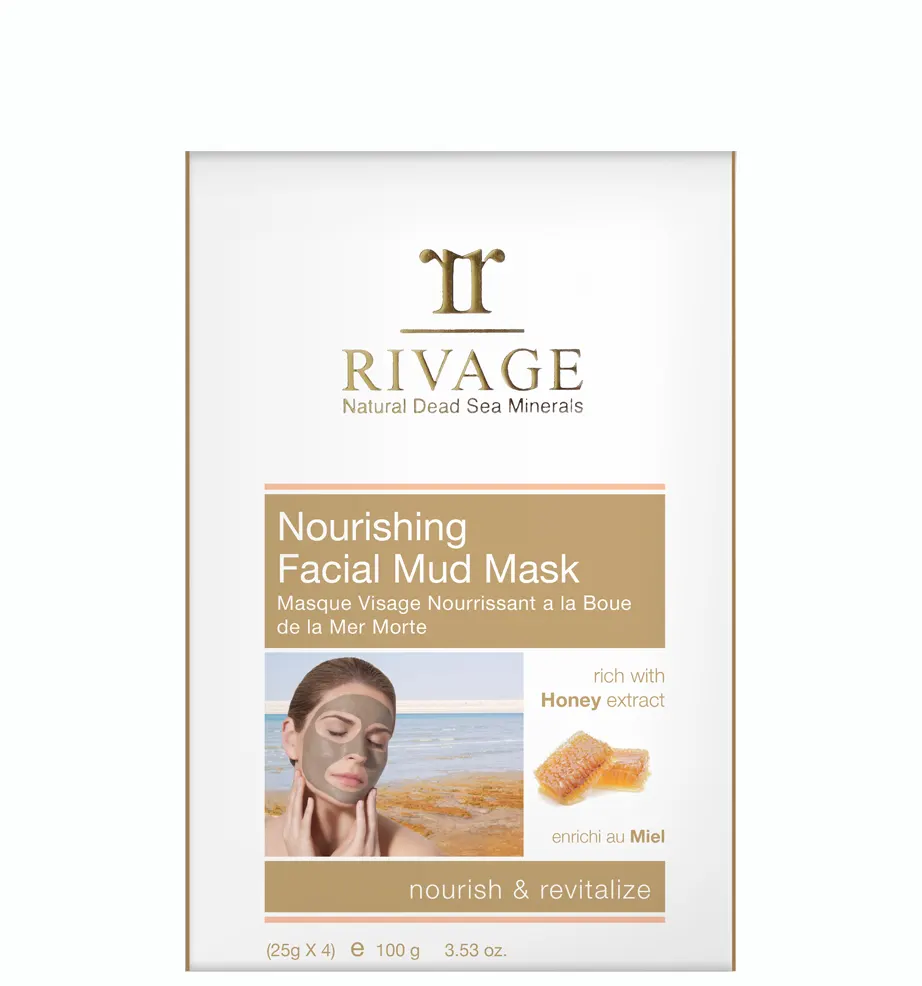 RIVAGE
Natural Dead Sea Minerals
Nourishing
Facial Mud Mask
Masque Visage Nourrissant a la Boue
de la Mer Morte
rich with
Honey extract
enrichi au Miel
nourish & revitalize
(25g X 4) e 100 g 3.53 oz.